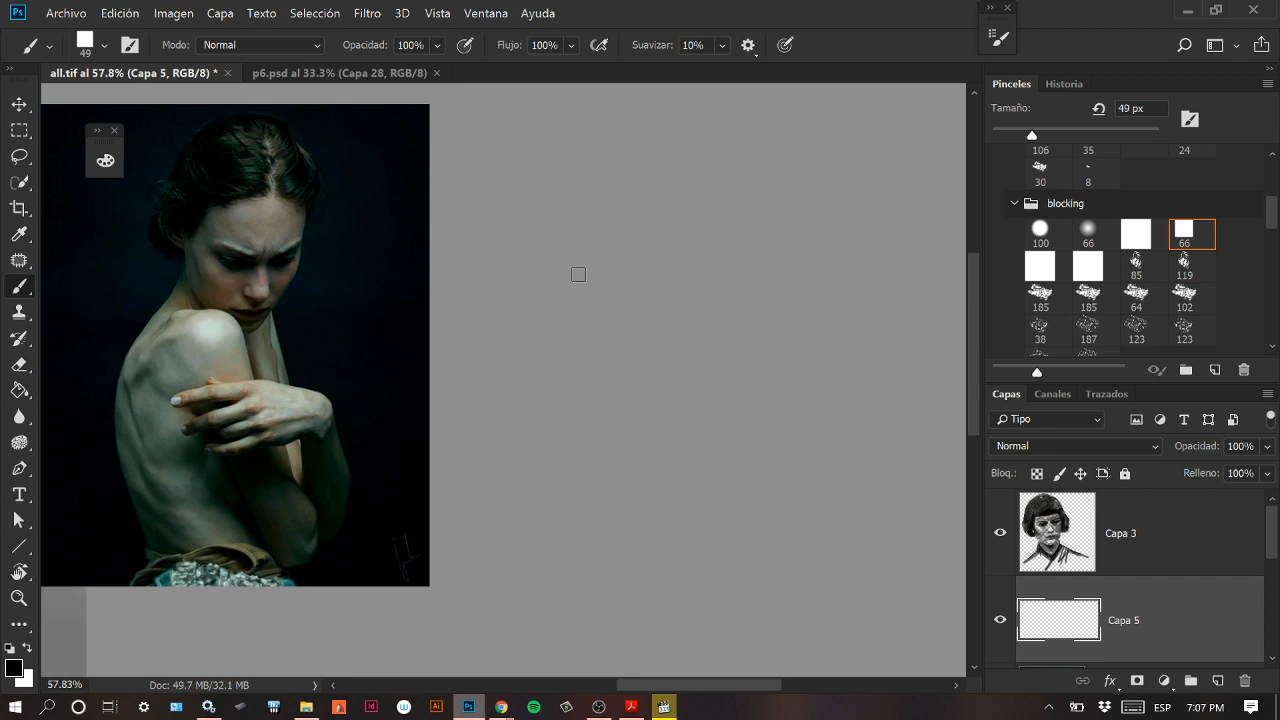 Ps Archivo Edición Imagen Capa Texto Selección Filtro 3D Vista Ventana Ayuda
49 Modo: Normal Opacidad: 100% Flujo: 100% Suavizar: 10%
all.tif al 57.8% (Capa 5, RGB/8) * p6.psd al 33.3% (Capa 28, RGB/8)
Pinceles Historia
Tamaño: 49 px
106 35 24
30 8
blocking
100 66 66
85 119
185 185 64 102
38 187 123 123
Capas Canales Trazados
Tipo
Normal Opacidad: 100%
Bloq.: Relleno: 100%
Capa 3
Capa 5
57.83% Doc: 49.7 MB/32.1 MB
ESP 7:07 PM